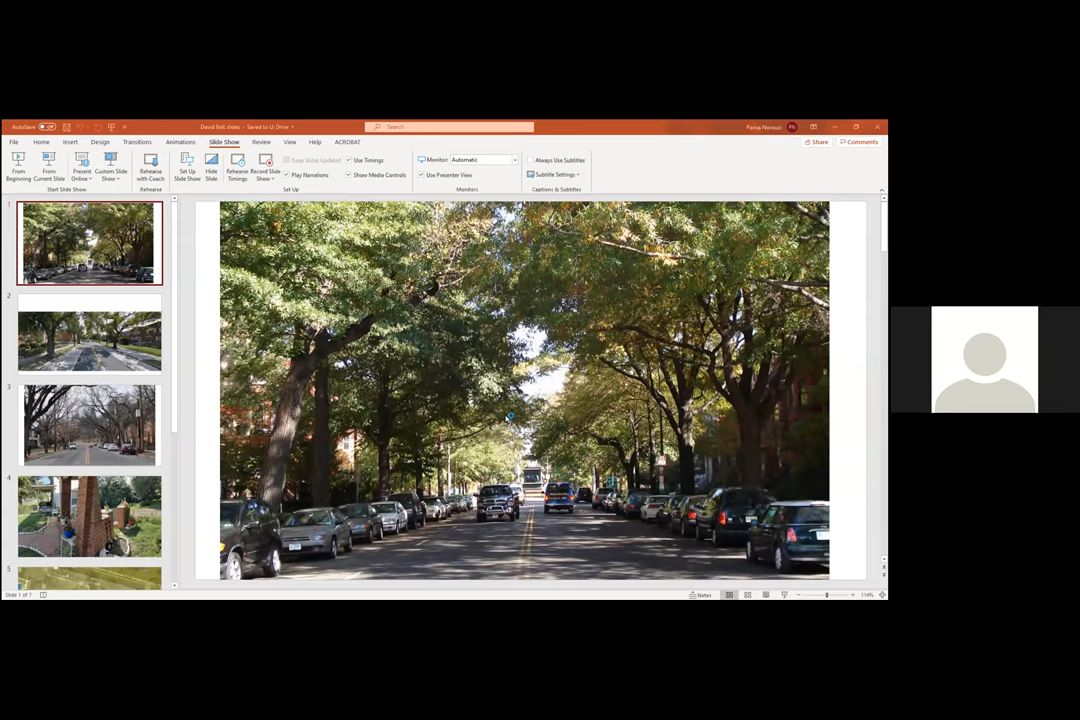 AutoSave On
David Belt slides - Saved to U: Drive
Search
Parisa Norouzi PN
File Home Insert Design Transitions Animations Slide Show Review View Help ACROBAT
Share Comments
From Beginning
From Current Slide
Present Online
Custom Slide Show
Rehearse with Coach
Set Up Slide Show
Hide Slide
Rehearse Timings
Record Slide Show
Keep Slides Updated
Use Timings
Play Narrations
Show Media Controls
Monitor: Automatic
Use Presenter View
Always Use Subtitles
Subtitle Settings
Start Slide Show Rehearse Set Up Monitors Captions & Subtitles
1
2
3
4
5
Slide 1 of 7
Notes
114%